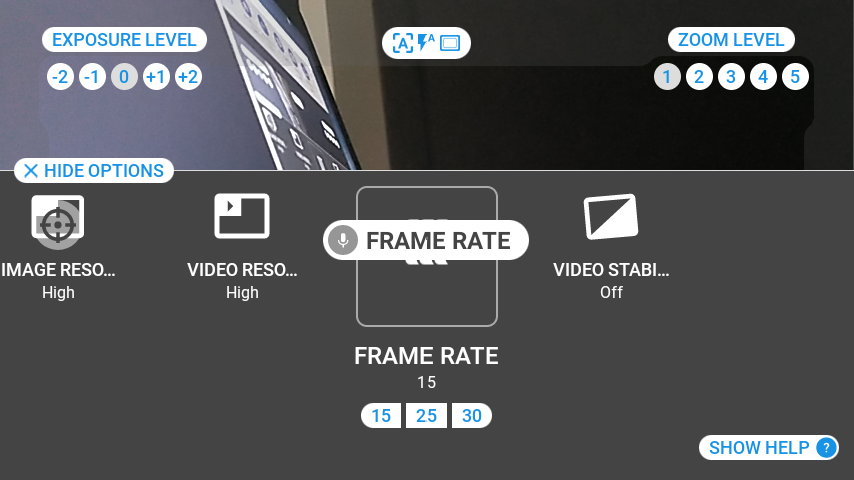 EXPOSURE LEVEL
-2 -1 0 +1 +2
A A
ZOOM LEVEL
1 2 3 4 5
HIDE OPTIONS
IMAGE RESO...
High
VIDEO RESO...
High
FRAME RATE
VIDEO STABI...
Off
FRAME RATE
15
15 25 30
SHOW HELP ?